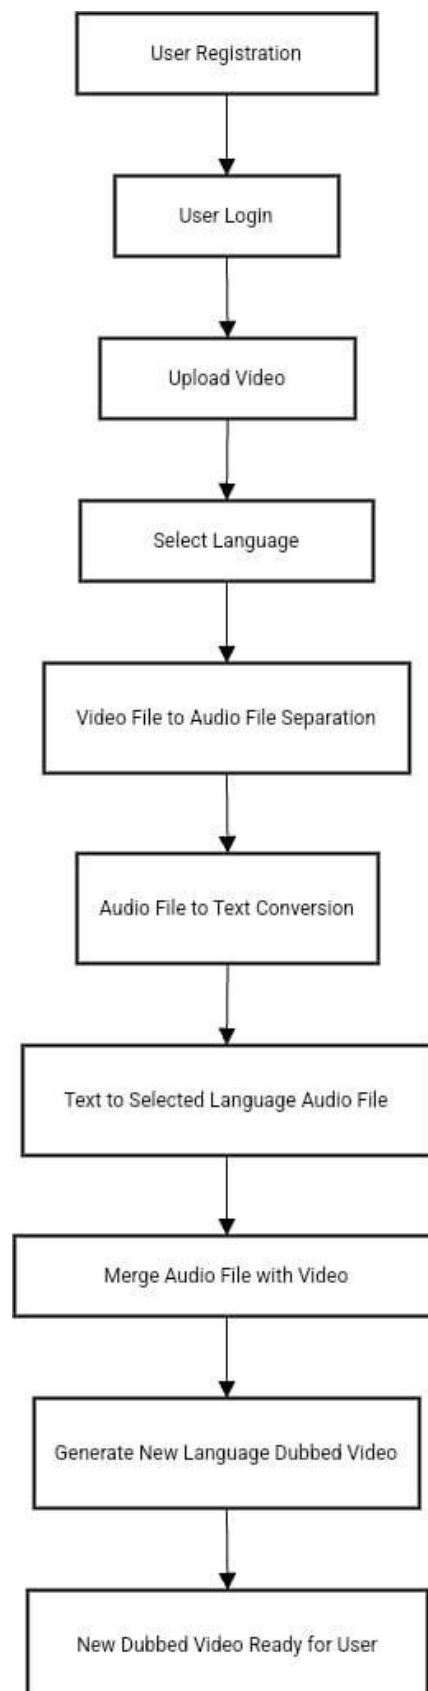 User Registration
User Login
Upload Video
Select Language
Video File to Audio File Separation
Audio File to Text Conversion
Text to Selected Language Audio File
Merge Audio File with Video
Generate New Language Dubbed Video
New Dubbed Video Ready for User